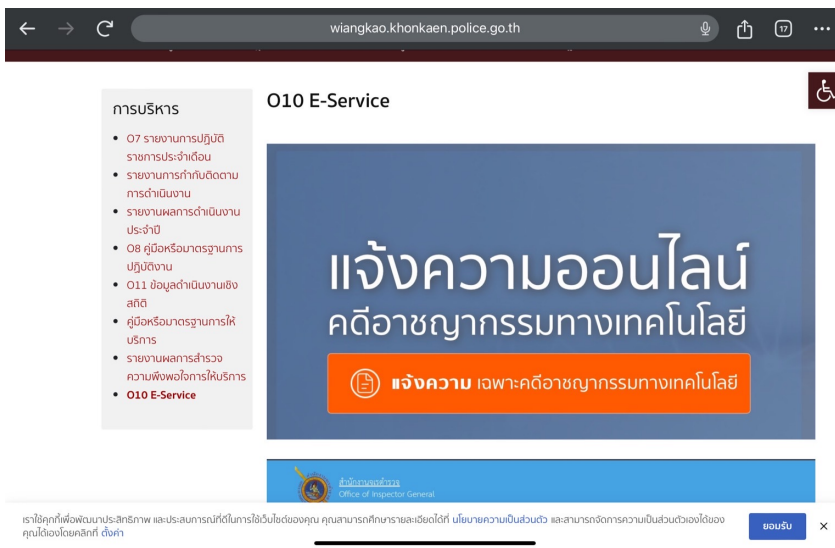 wiangkao.khonkaen.police.go.th
17
การบริหาร
O7 รายงานการปฏิบัติ
ราชการประจำเดือน
รายงานการกำกับติดตาม
การดำเนินงาน
รายงานผลการดำเนินงาน
ประจำปี
O8 คู่มือหรือมาตรฐานการ
ปฏิบัติงาน
O11 ข้อมูลดำเนินงานเชิง
สถิติ
คู่มือหรือมาตรฐานการให้
บริการ
รายงานผลการสำรวจ
ความพึงพอใจการให้บริการ
O10 E-Service
O10 E-Service
แจ้งความออนไลน์
คดีอาชญากรรมทางเทคโนโลยี
แจ้งความ เฉพาะคดีอาชญากรรมทางเทคโนโลยี
สำนักงานจเรตำรวจ
Office of Inspector General
เราใช้คุกกี้เพื่อพัฒนาประสิทธิภาพ และประสบการณ์ที่ดีในการใช้เว็บไซต์ของคุณ คุณสามารถศึกษารายละเอียดได้ที่ นโยบายความเป็นส่วนตัว และสามารถจัดการความเป็นส่วนตัวเองได้ของ
คุณได้เองโดยคลิกที่ ตั้งค่า
ยอมรับ